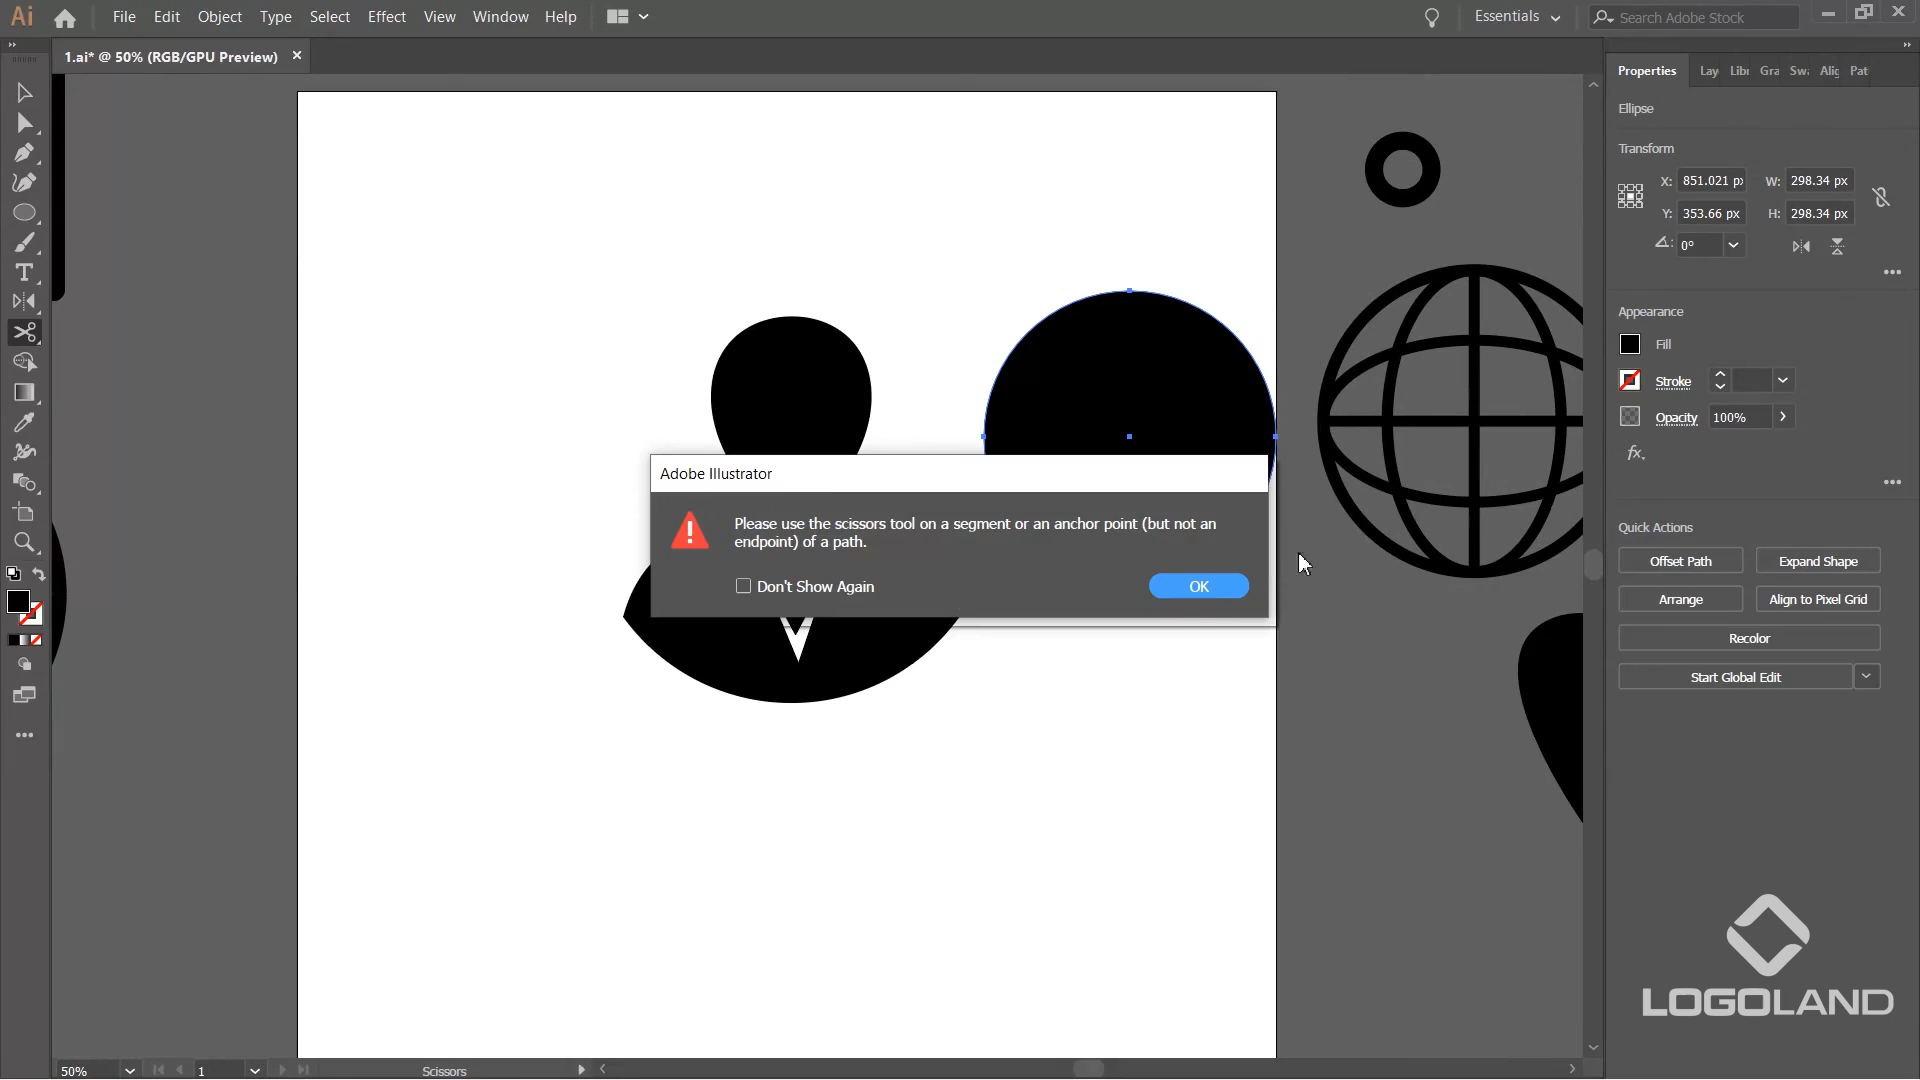 Ai File Edit Object Type Select Effect View Window Help Essentials Search Adobe Stock
1.ai* @ 50% (RGB/GPU Preview)
Properties Lay Libr Gra Swa Alig Pat
Ellipse
Transform
X: 851.021 px W: 298.34 px
Y: 353.66 px H: 298.34 px
0°
Appearance
Fill
Stroke
Opacity 100%
fx.
Adobe Illustrator
Please use the scissors tool on a segment or an anchor point (but not an
endpoint) of a path.
Don't Show Again OK
Quick Actions
Offset Path Expand Shape
Arrange Align to Pixel Grid
Recolor
Start Global Edit
LOGOLAND
50% 1 Scissors